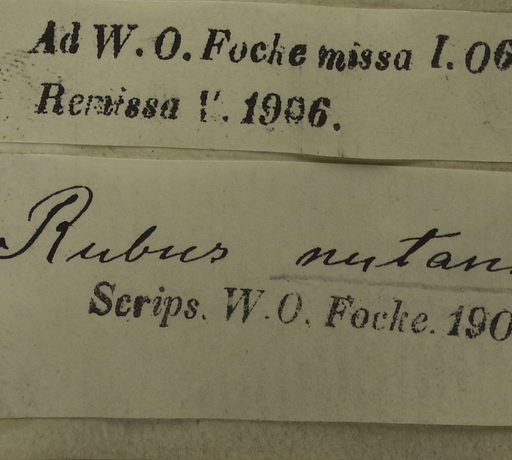 Ad W. O. Focke missa I. 06
Remissa V. 1906.
Rubus nutans
Scrips. W. O. Focke. 190